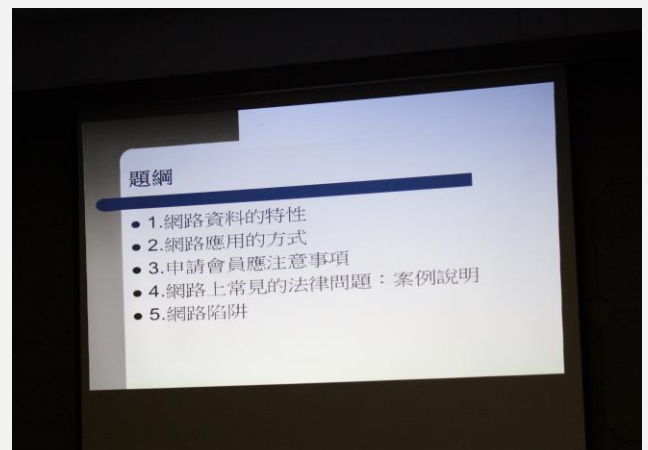 題綱
1.網路資料的特性
2.網路應用的方式
3.申請會員應注意事項
4.網路上常見的法律問題：案例說明
5.網路陷阱